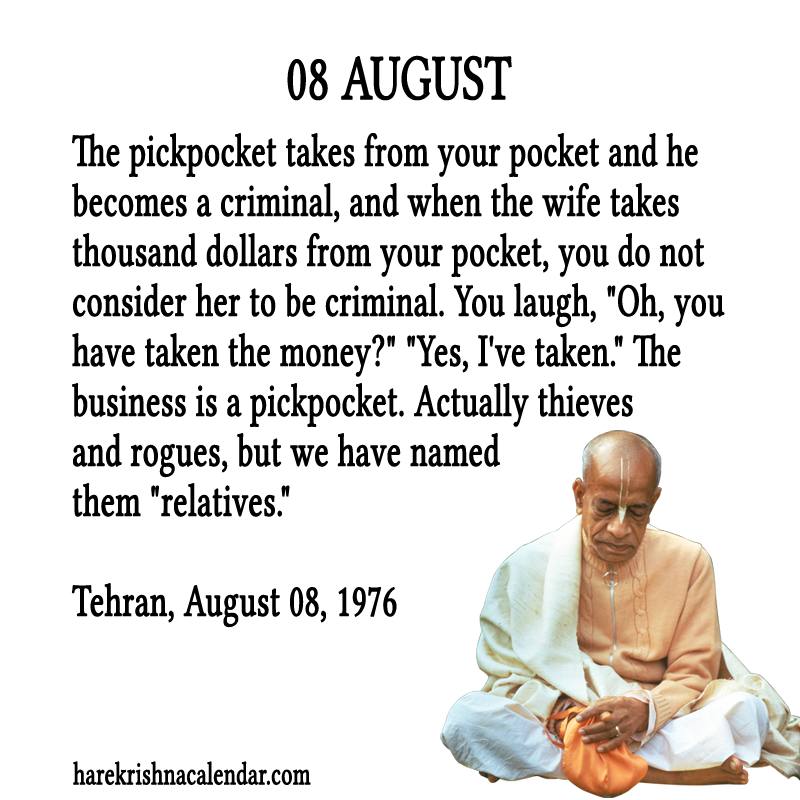 08 AUGUST
The pickpocket takes from your pocket and he
becomes a criminal, and when the wife takes
thousand dollars from your pocket, you do not
consider her to be criminal. You laugh, "Oh, you
have taken the money?" "Yes, I've taken." The
business is a pickpocket. Actually thieves
and rogues, but we have named
them "relatives."
Tehran, August 08, 1976
harekrishnacalendar.com